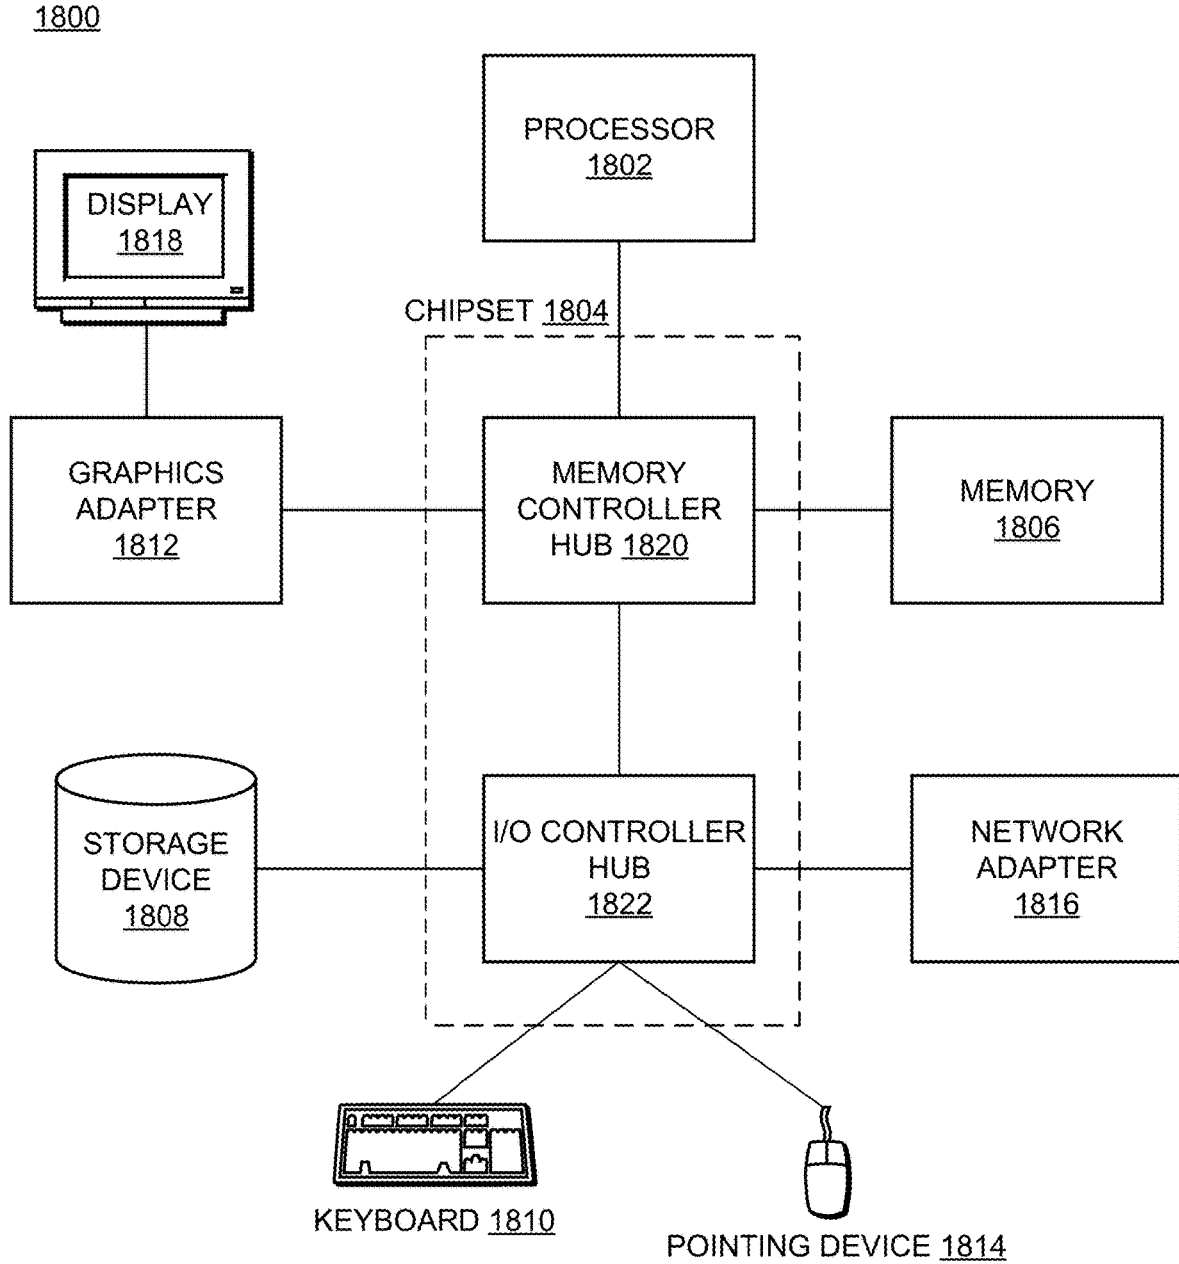 1800
PROCESSOR
1802
DISPLAY
1818
CHIPSET 1804
GRAPHICS
ADAPTER
1812
MEMORY
CONTROLLER
HUB 1820
MEMORY
1806
STORAGE
DEVICE
1808
I/O CONTROLLER
HUB
1822
NETWORK
ADAPTER
1816
KEYBOARD 1810
POINTING DEVICE 1814